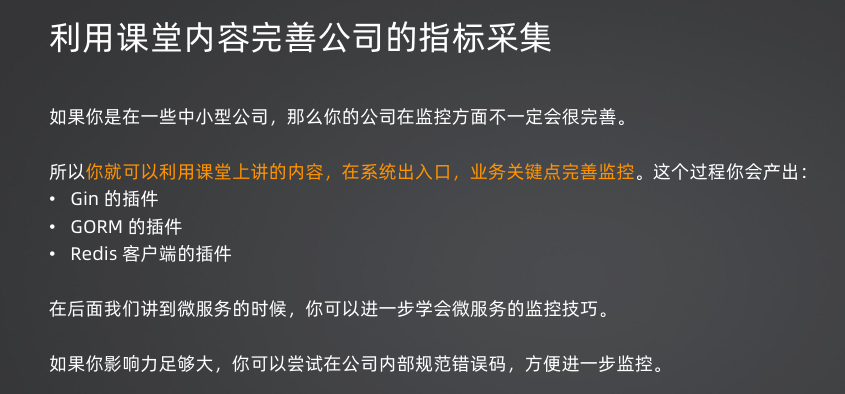 利用课堂内容完善公司的指标采集
如果你是在一些中小型公司，那么你的公司在监控方面不一定会很完善。
所以你就可以利用课堂上讲的内容，在系统出入口，业务关键点完善监控。这个过程你会产出：
• Gin 的插件
• GORM 的插件
• Redis 客户端的插件
在后面我们讲到微服务的时候，你可以进一步学会微服务的监控技巧。
如果你影响力足够大，你可以尝试在公司内部规范错误码，方便进一步监控。